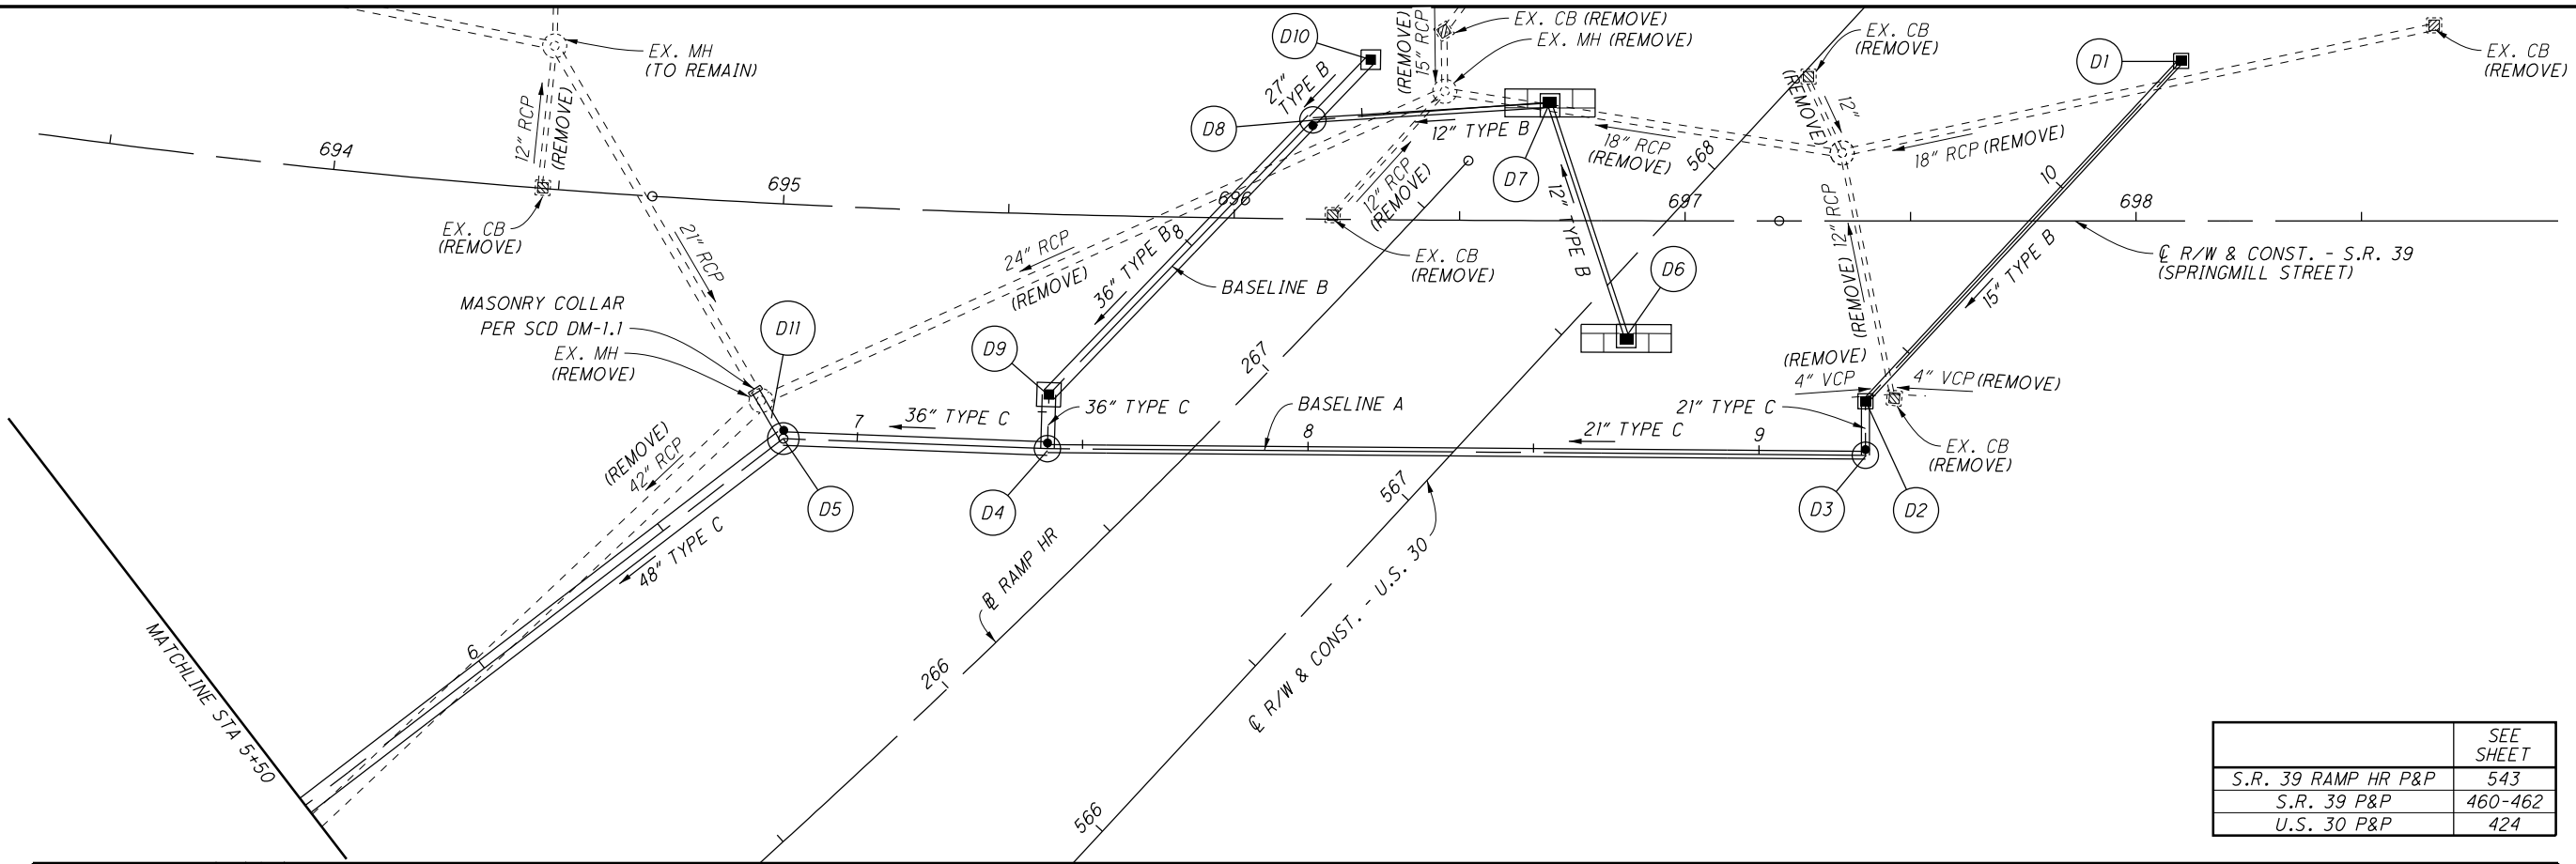 EX. MH
(TO REMAIN)
12" RCP
(REMOVE)
694
EX. CB
(REMOVE)
21" RCP
695
MASONRY COLLAR
PER SCD DM-1.1
EX. MH
(REMOVE)
D11
24" RCP
(REMOVE)
D10
27"
TYPE B
D8
(REMOVE)
15" RCP
EX. CB (REMOVE)
EX. MH (REMOVE)
12" TYPE B
12" RCP
(REMOVE)
D7
696
EX. CB
(REMOVE)
18" RCP
(REMOVE)
568
12" TYPE B
697
D6
EX. CB
(REMOVE)
(REMOVE)
12"
D1
EX. CB
(REMOVE)
18" RCP (REMOVE)
10
698
℄ R/W & CONST. - S.R. 39
(SPRINGMILL STREET)
15" TYPE B
(REMOVE) 12" RCP
(REMOVE)
4" VCP
4" VCP (REMOVE)
8
36" TYPE B
BASELINE B
D9
267
36" TYPE C
7
36" TYPE C
BASELINE A
8
21" TYPE C
9
21" TYPE C
EX. CB
(REMOVE)
(REMOVE)
42" RCP
D5
D4
567
D3
D2
48" TYPE C
6
MATCHLINE STA 5+50
B RAMP HR
266
℄ R/W & CONST. - U.S. 30
566
SEE
SHEET
S.R. 39 RAMP HR P&P 543
S.R. 39 P&P 460-462
U.S. 30 P&P 424